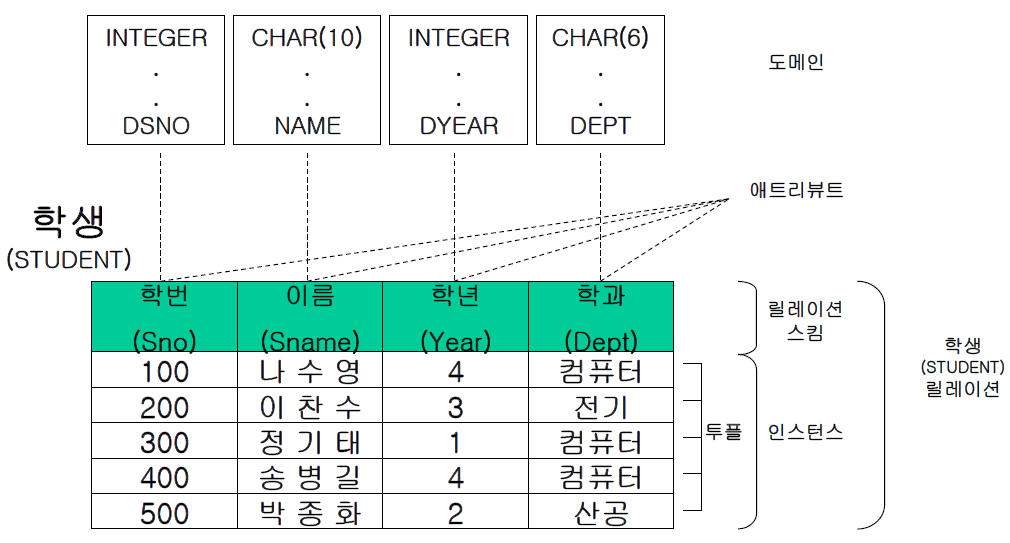 INTEGER CHAR(10) INTEGER CHAR(6)
. . . .
. . . .
DSNO NAME DYEAR DEPT
도메인
애트리뷰트
학생
(STUDENT)
학번 이름 학년 학과
(Sno) (Sname) (Year) (Dept)
100 나 수 영 4 컴퓨터
200 이 찬 수 3 전기
300 정 기 태 1 컴퓨터
400 송 병 길 4 컴퓨터
500 박 종 화 2 산공
투플
릴레이션
스킴
인스턴스
학생
(STUDENT)
릴레이션